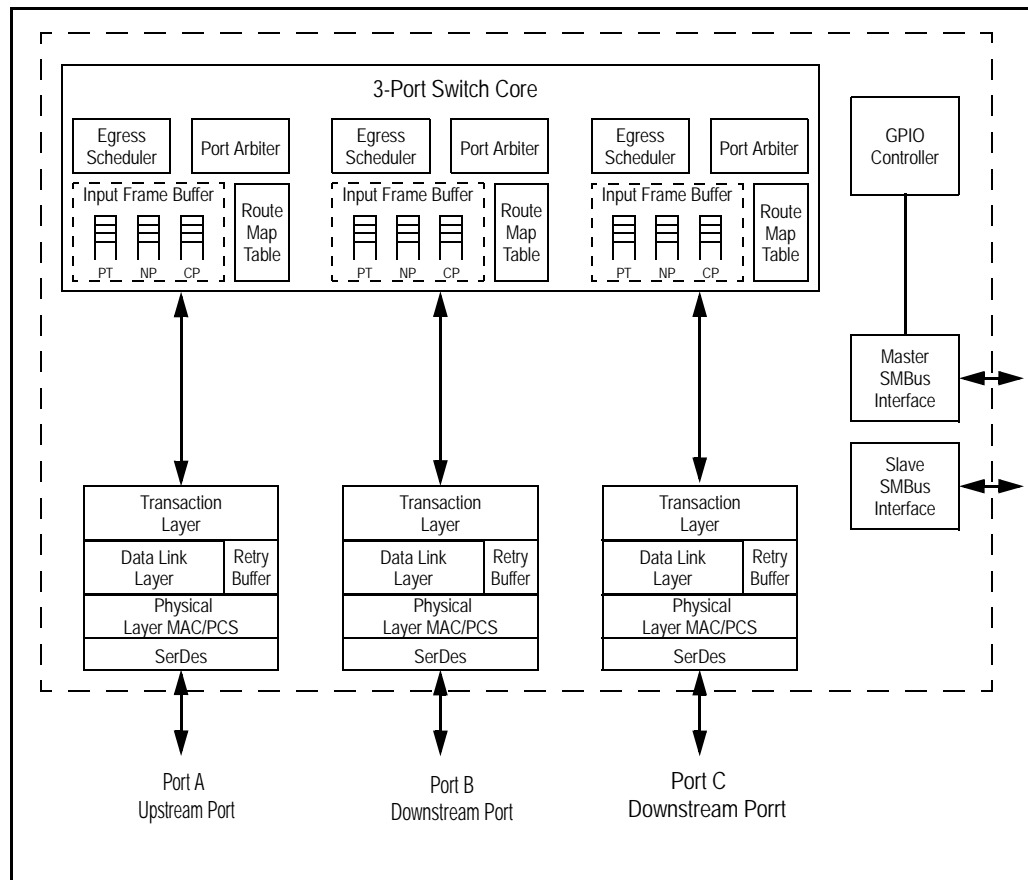 3-Port Switch Core
Egress
Scheduler
Port Arbiter
Input Frame Buffer
PT NP CP
Route
Map
Table
Egress
Scheduler
Port Arbiter
Input Frame Buffer
PT NP CP
Route
Map
Table
Egress
Scheduler
Port Arbiter
Input Frame Buffer
PT NP CP
Route
Map
Table
GPIO
Controller
Master
SMBus
Interface
Slave
SMBus
Interface
Transaction
Layer
Data Link
Layer
Retry
Buffer
Physical
Layer MAC/PCS
SerDes
Transaction
Layer
Data Link
Layer
Retry
Buffer
Physical
Layer MAC/PCS
SerDes
Transaction
Layer
Data Link
Layer
Retry
Buffer
Physical
Layer MAC/PCS
SerDes
Port A
Upstream Port
Port B
Downstream Port
Port C
Downstream Porrt